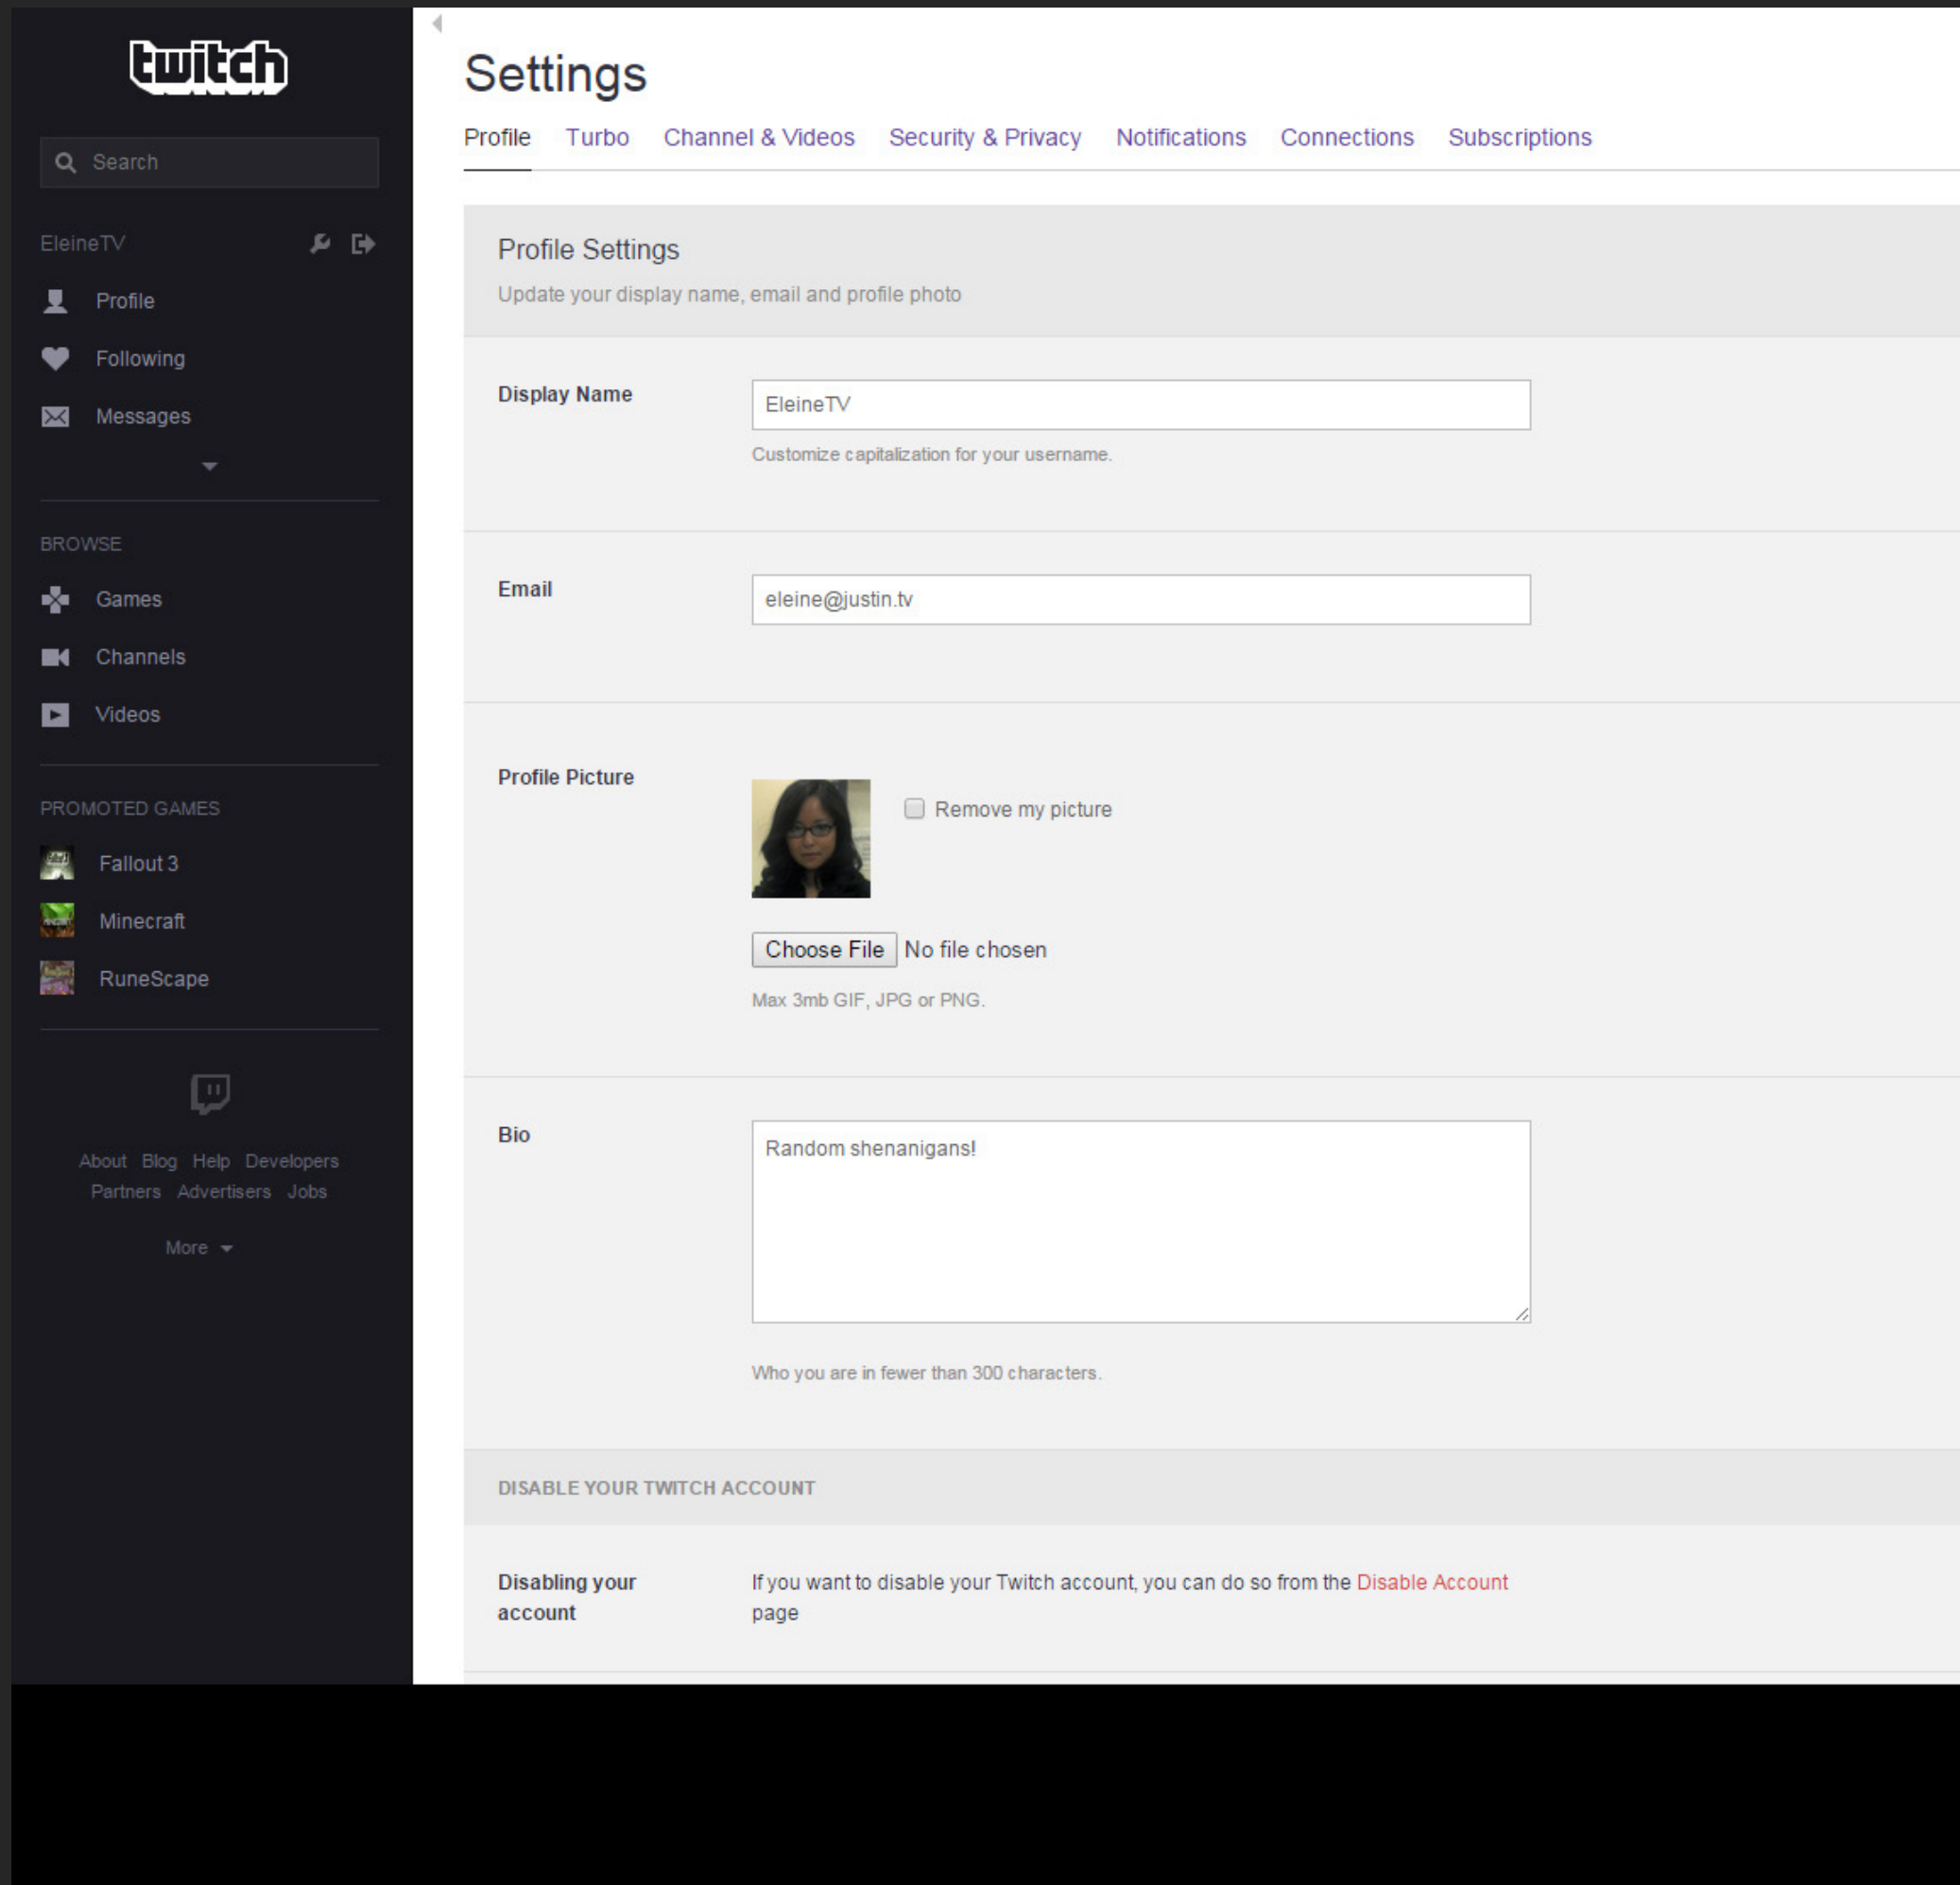 twitch
Search
EleineTV
Profile
Following
Messages
BROWSE
Games
Channels
Videos
PROMOTED GAMES
Fallout 3
Minecraft
RuneScape
About Blog Help Developers
Partners Advertisers Jobs
More
Settings
Profile Turbo Channel & Videos Security & Privacy Notifications Connections Subscriptions
Profile Settings
Update your display name, email and profile photo
Display Name
EleineTV
Customize capitalization for your username.
Email
eleine@justin.tv
Profile Picture
Remove my picture
Choose File No file chosen
Max 3mb GIF, JPG or PNG.
Bio
Random shenanigans!
Who you are in fewer than 300 characters.
DISABLE YOUR TWITCH ACCOUNT
Disabling your
account
If you want to disable your Twitch account, you can do so from the Disable Account
page